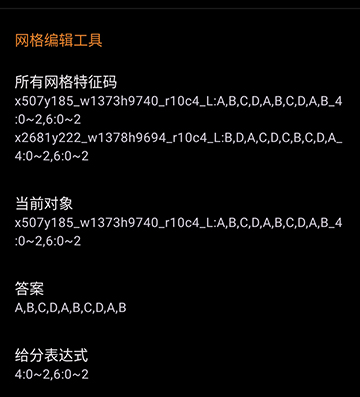 网格编辑工具
所有网格特征码
x507y185_w1373h9740_r10c4_L:A,B,C,D,A,B,C,D,A,B_4
:0~2,6:0~2
x2681y222_w1378h9694_r10c4_L:B,D,A,C,D,C,B,C,D,A_
4:0~2,6:0~2
当前对象
x507y185_w1373h9740_r10c4_L:A,B,C,D,A,B,C,D,A,B_4
:0~2,6:0~2
答案
A,B,C,D,A,B,C,D,A,B
给分表达式
4:0~2,6:0~2